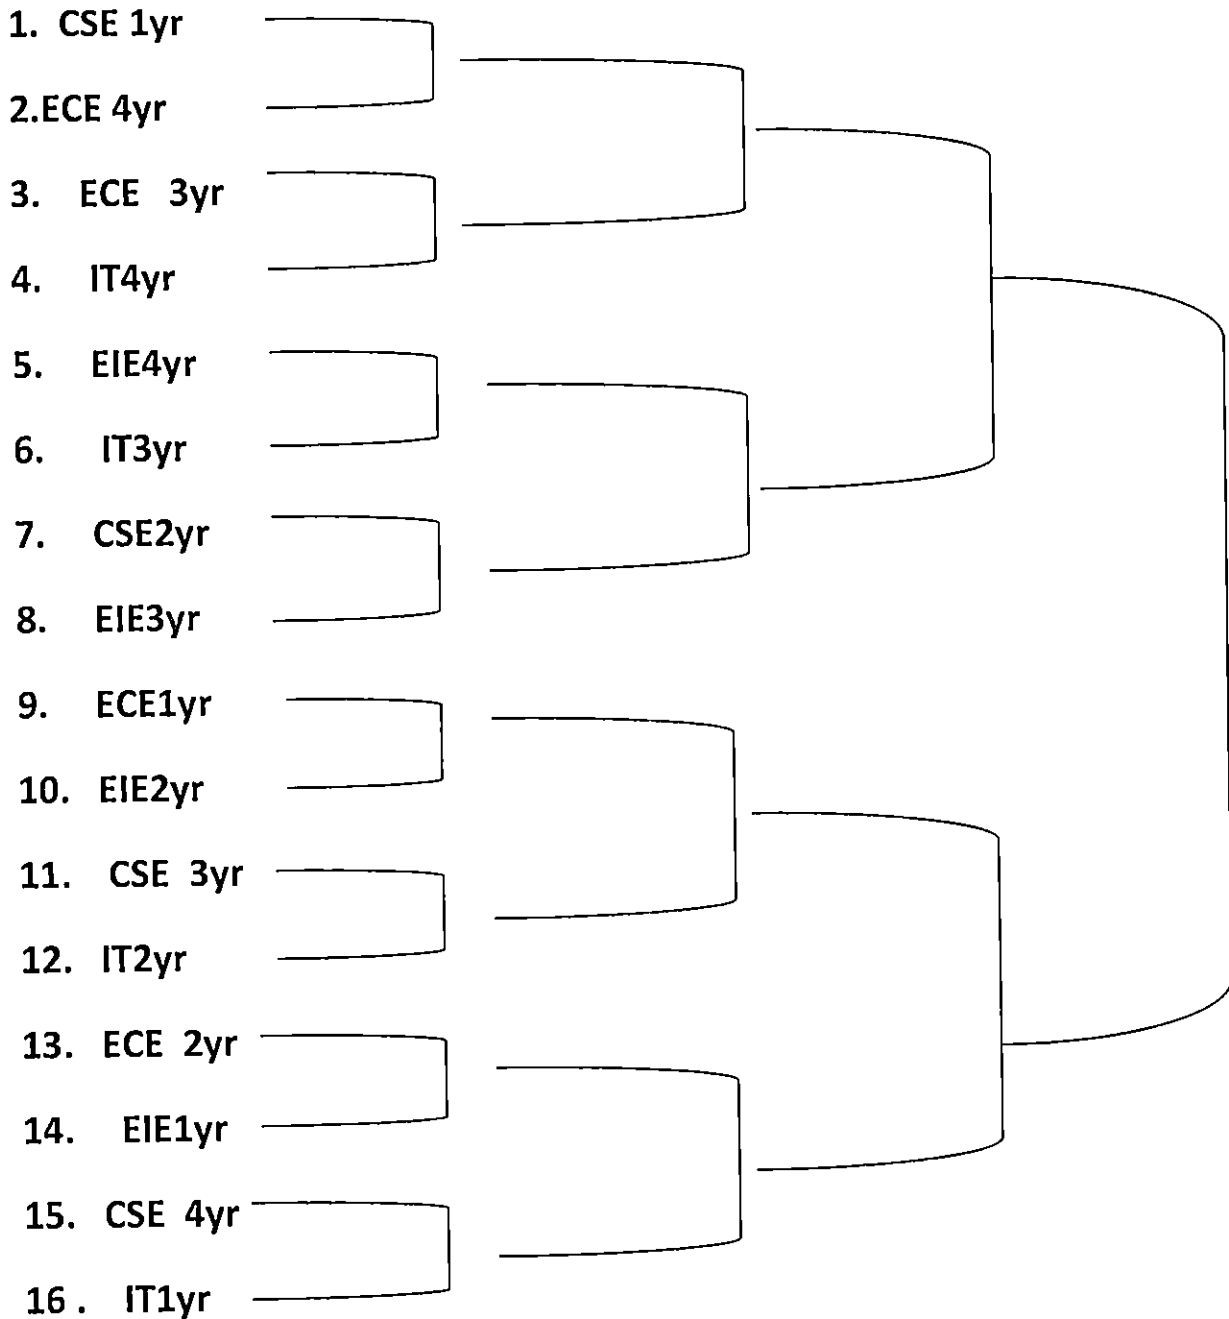 1. CSE 1yr
2.ECE 4yr
3. ECE 3yr
4. IT4yr
5. EIE4yr
6. IT3yr
7. CSE2yr
8. EIE3yr
9. ECE1yr
10. EIE2yr
11. CSE 3yr
12. IT2yr
13. ECE 2yr
14. EIE1yr
15. CSE 4yr
16 . IT1yr